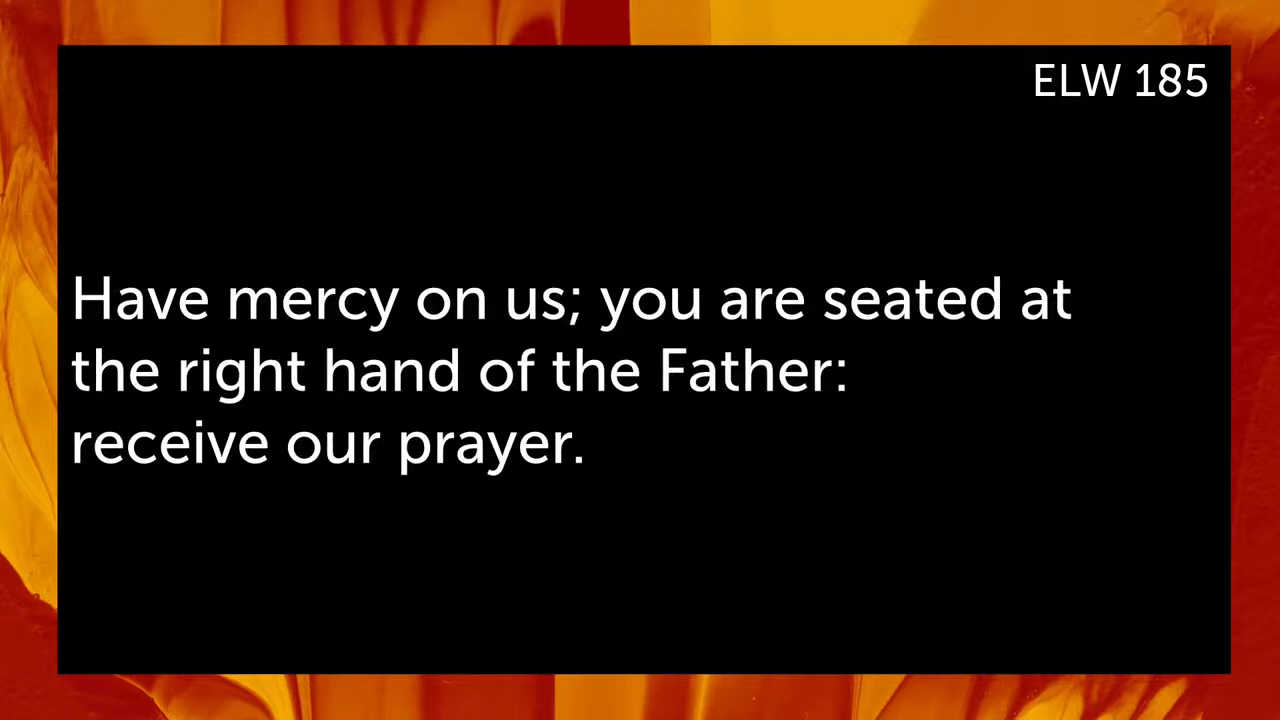 ELW 185
Have mercy on us; you are seated at
the right hand of the Father:
receive our prayer.